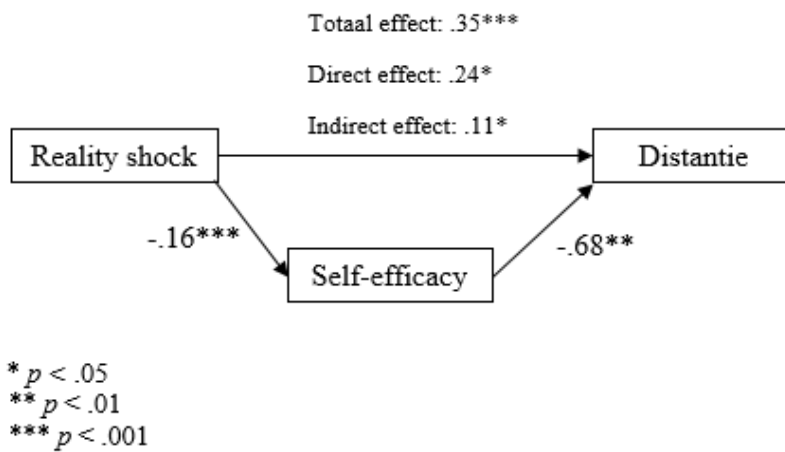 Totaal effect: .35***
Direct effect: .24*
Indirect effect: .11*
Reality shock
Distantie
-.16***
-.68**
Self-efficacy
* p < .05
** p < .01
*** p < .001